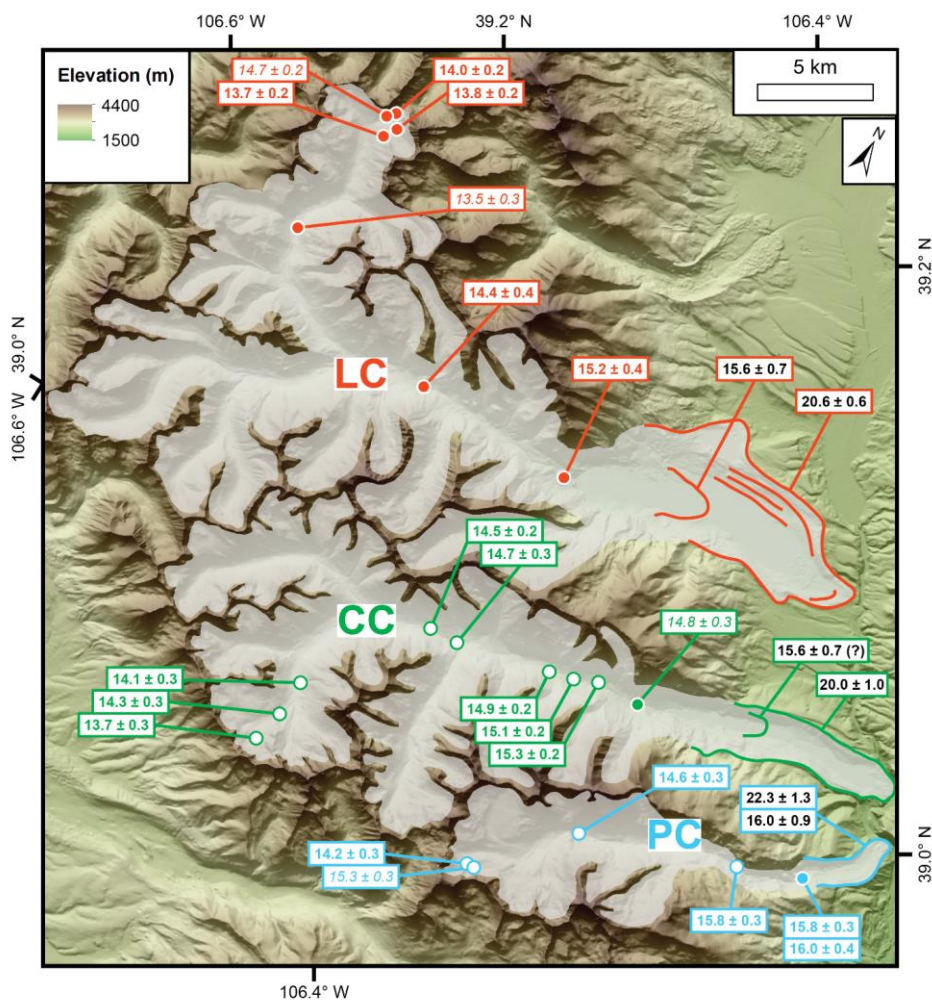 106.6° W
39.2° N
106.4° W
Elevation (m)
4400
1500
5 km
N
14.7 ± 0.2
14.0 ± 0.2
13.7 ± 0.2
13.8 ± 0.2
13.5 ± 0.3
39.2° N
14.4 ± 0.4
39.0° N
106.6° W
LC
15.2 ± 0.4
15.6 ± 0.7
20.6 ± 0.6
14.5 ± 0.2
14.7 ± 0.3
CC
14.8 ± 0.3
15.6 ± 0.7 (?)
20.0 ± 1.0
14.1 ± 0.3
14.3 ± 0.3
13.7 ± 0.3
14.9 ± 0.2
15.1 ± 0.2
15.3 ± 0.2
14.6 ± 0.3
22.3 ± 1.3
16.0 ± 0.9
PC
39.0° N
14.2 ± 0.3
15.3 ± 0.3
15.8 ± 0.3
15.8 ± 0.3
16.0 ± 0.4
106.4° W